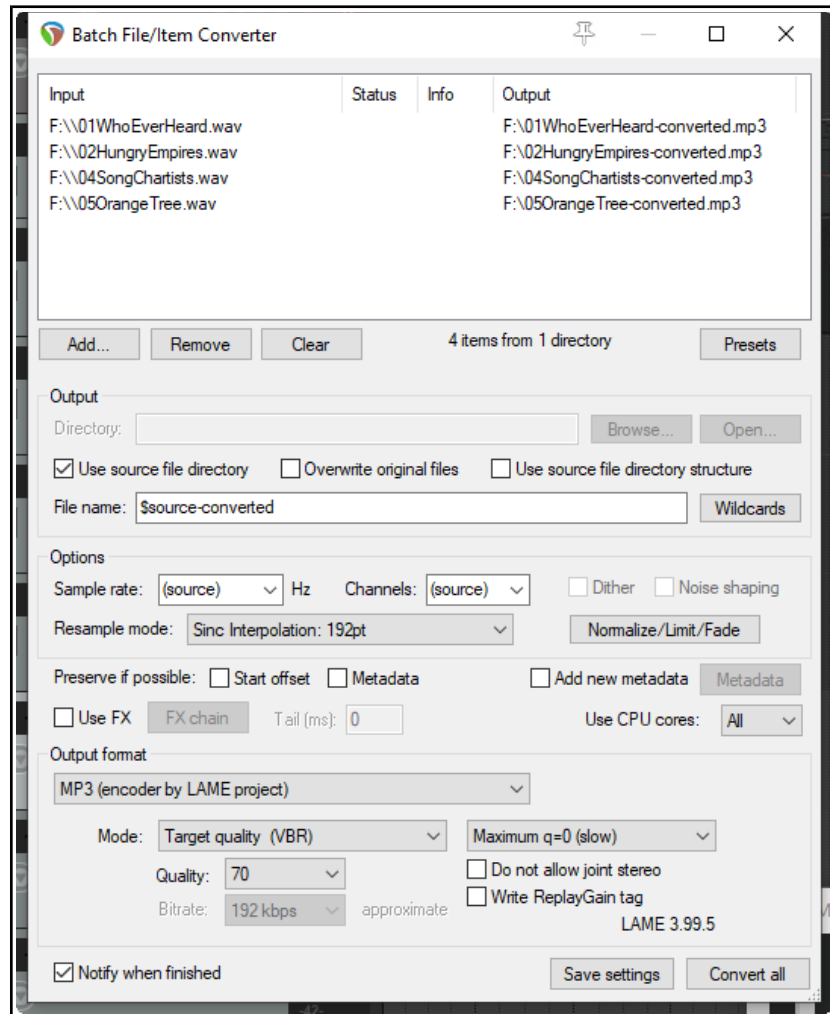 Batch File/Item Converter
Input Status Info Output
F:\\01WhoEverHeard.wav F:\01WhoEverHeard-converted.mp3
F:\\02HungryEmpires.wav F:\02HungryEmpires-converted.mp3
F:\\04SongChartists.wav F:\04SongChartists-converted.mp3
F:\\05OrangeTree.wav F:\05OrangeTree-converted.mp3
Add... Remove Clear 4 items from 1 directory Presets
Output
Directory: Browse... Open...
Use source file directory Overwrite original files Use source file directory structure
File name: $source-converted Wildcards
Options
Sample rate: (source) Hz Channels: (source) Dither Noise shaping
Resample mode: Sinc Interpolation: 192pt Normalize/Limit/Fade
Preserve if possible: Start offset Metadata Add new metadata Metadata
Use FX FX chain Tail (ms): 0 Use CPU cores: All
Output format
MP3 (encoder by LAME project)
Mode: Target quality (VBR) Maximum q=0 (slow)
Quality: 70 Do not allow joint stereo
Bitrate: 192 kbps approximate Write ReplayGain tag
LAME 3.99.5
Notify when finished Save settings Convert all